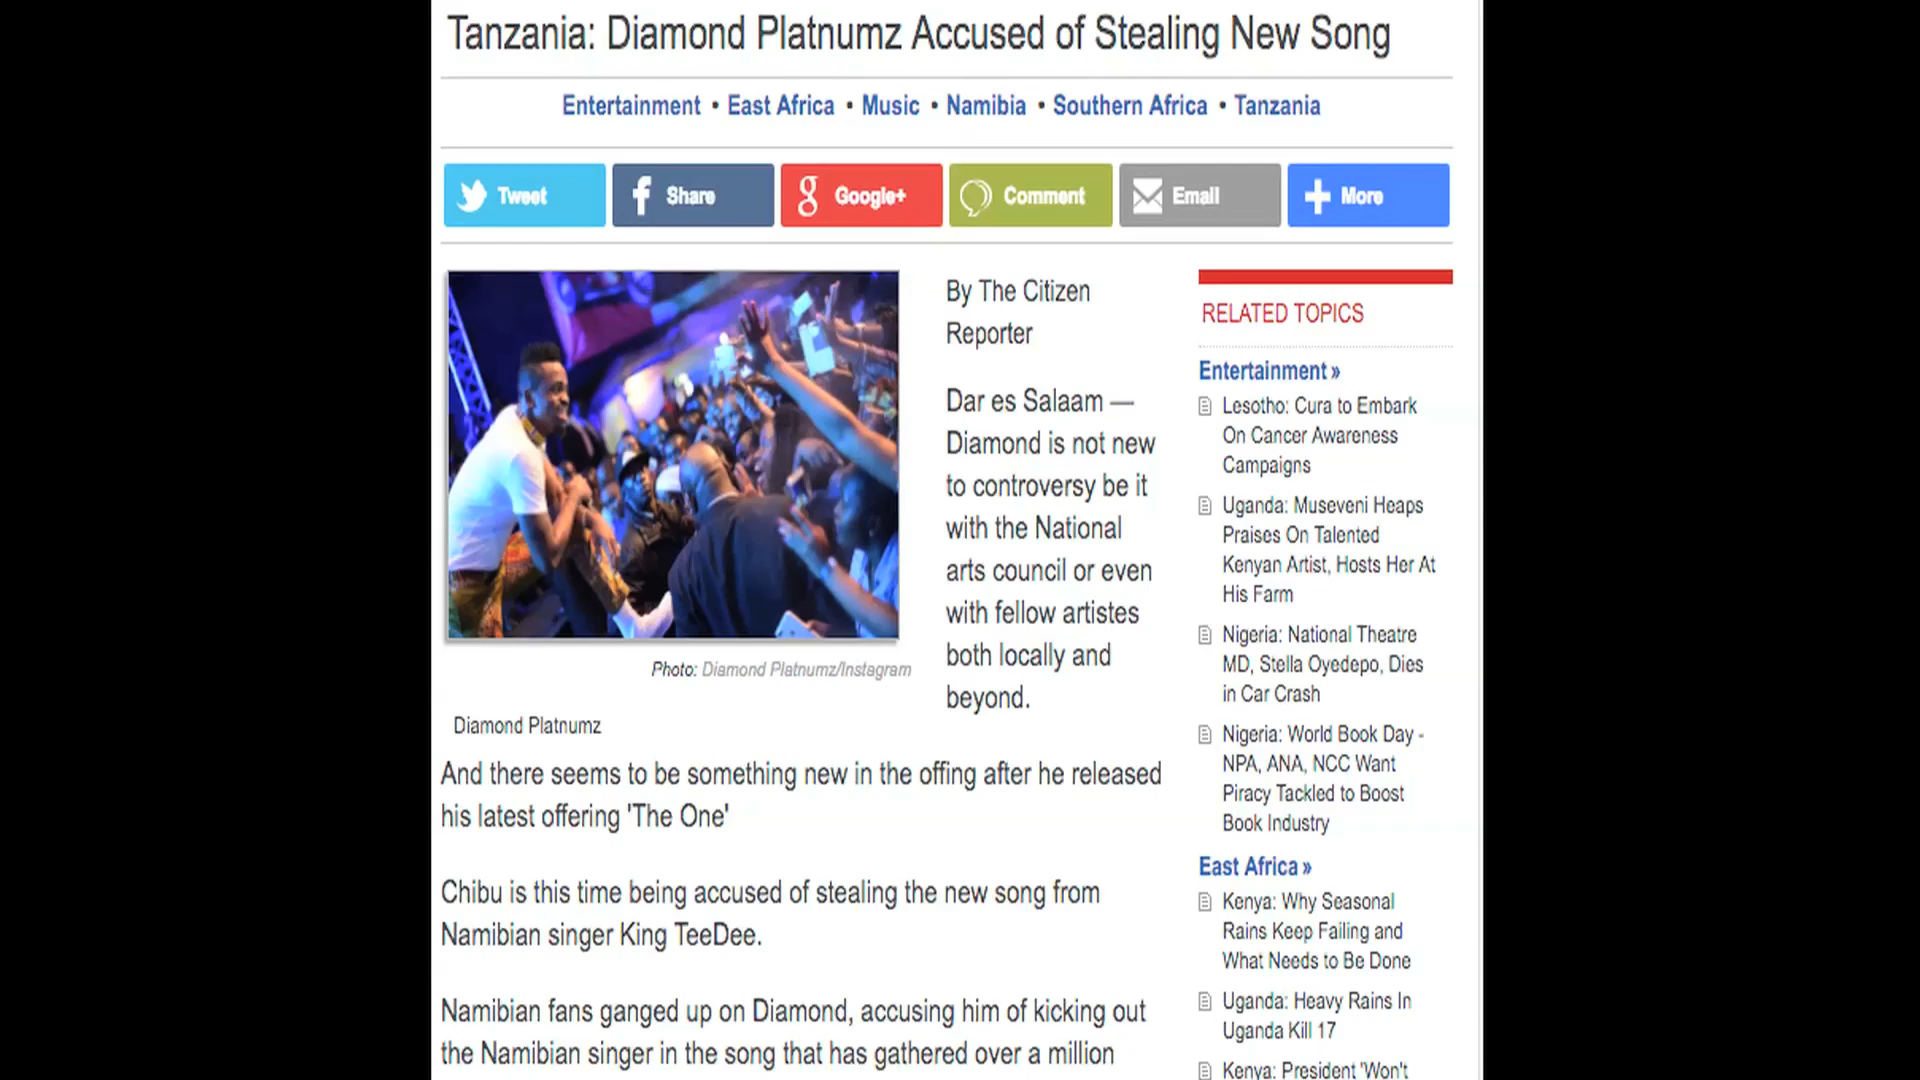 Tanzania: Diamond Platnumz Accused of Stealing New Song
Entertainment • East Africa • Music • Namibia • Southern Africa • Tanzania
Tweet
Share
Google+
Comment
Email
More
By The Citizen
Reporter
Dar es Salaam —
Diamond is not new
to controversy be it
with the National
arts council or even
with fellow artistes
both locally and
beyond.
Photo: Diamond Platnumz/Instagram
Diamond Platnumz
And there seems to be something new in the offing after he released
his latest offering 'The One'
Chibu is this time being accused of stealing the new song from
Namibian singer King TeeDee.
Namibian fans ganged up on Diamond, accusing him of kicking out
the Namibian singer in the song that has gathered over a million
RELATED TOPICS
Entertainment »
Lesotho: Cura to Embark
On Cancer Awareness
Campaigns
Uganda: Museveni Heaps
Praises On Talented
Kenyan Artist, Hosts Her At
His Farm
Nigeria: National Theatre
MD, Stella Oyedepo, Dies
in Car Crash
Nigeria: World Book Day -
NPA, ANA, NCC Want
Piracy Tackled to Boost
Book Industry
East Africa »
Kenya: Why Seasonal
Rains Keep Failing and
What Needs to Be Done
Uganda: Heavy Rains In
Uganda Kill 17
Kenya: President 'Won't